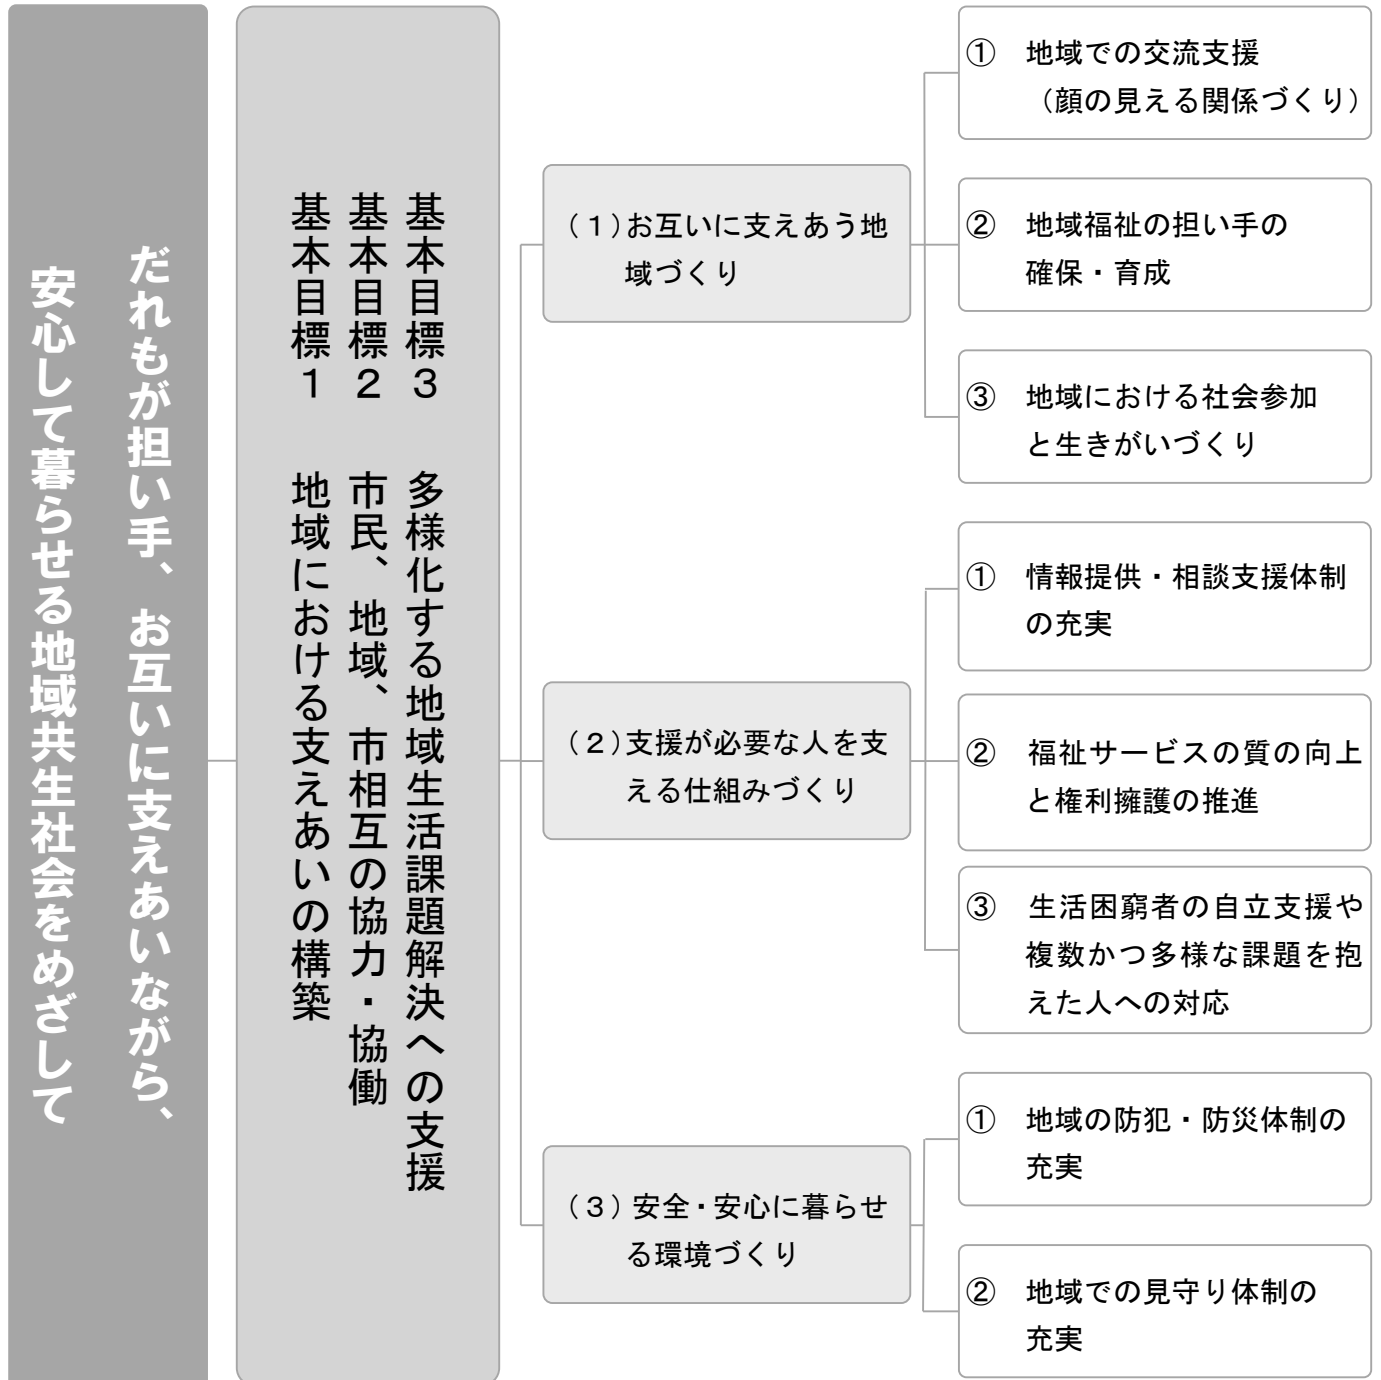 だれもが担い手、お互いに支えあいながら、
安心して暮らせる地域共生社会をめざして
基本目標3　多様化する地域生活課題解決への支援
基本目標2　市民、地域、市相互の協力・協働
基本目標1　地域における支えあいの構築
(1)お互いに支えあう地
域づくり
① 地域での交流支援
(顔の見える関係づくり)
② 地域福祉の担い手の
確保・育成
③ 地域における社会参加
と生きがいづくり
(2)支援が必要な人を支
える仕組みづくり
① 情報提供・相談支援体制
の充実
② 福祉サービスの質の向上
と権利擁護の推進
③ 生活困窮者の自立支援や
複数かつ多様な課題を抱
えた人への対応
(3)安全・安心に暮らせ
る環境づくり
① 地域の防犯・防災体制の
充実
② 地域での見守り体制の
充実